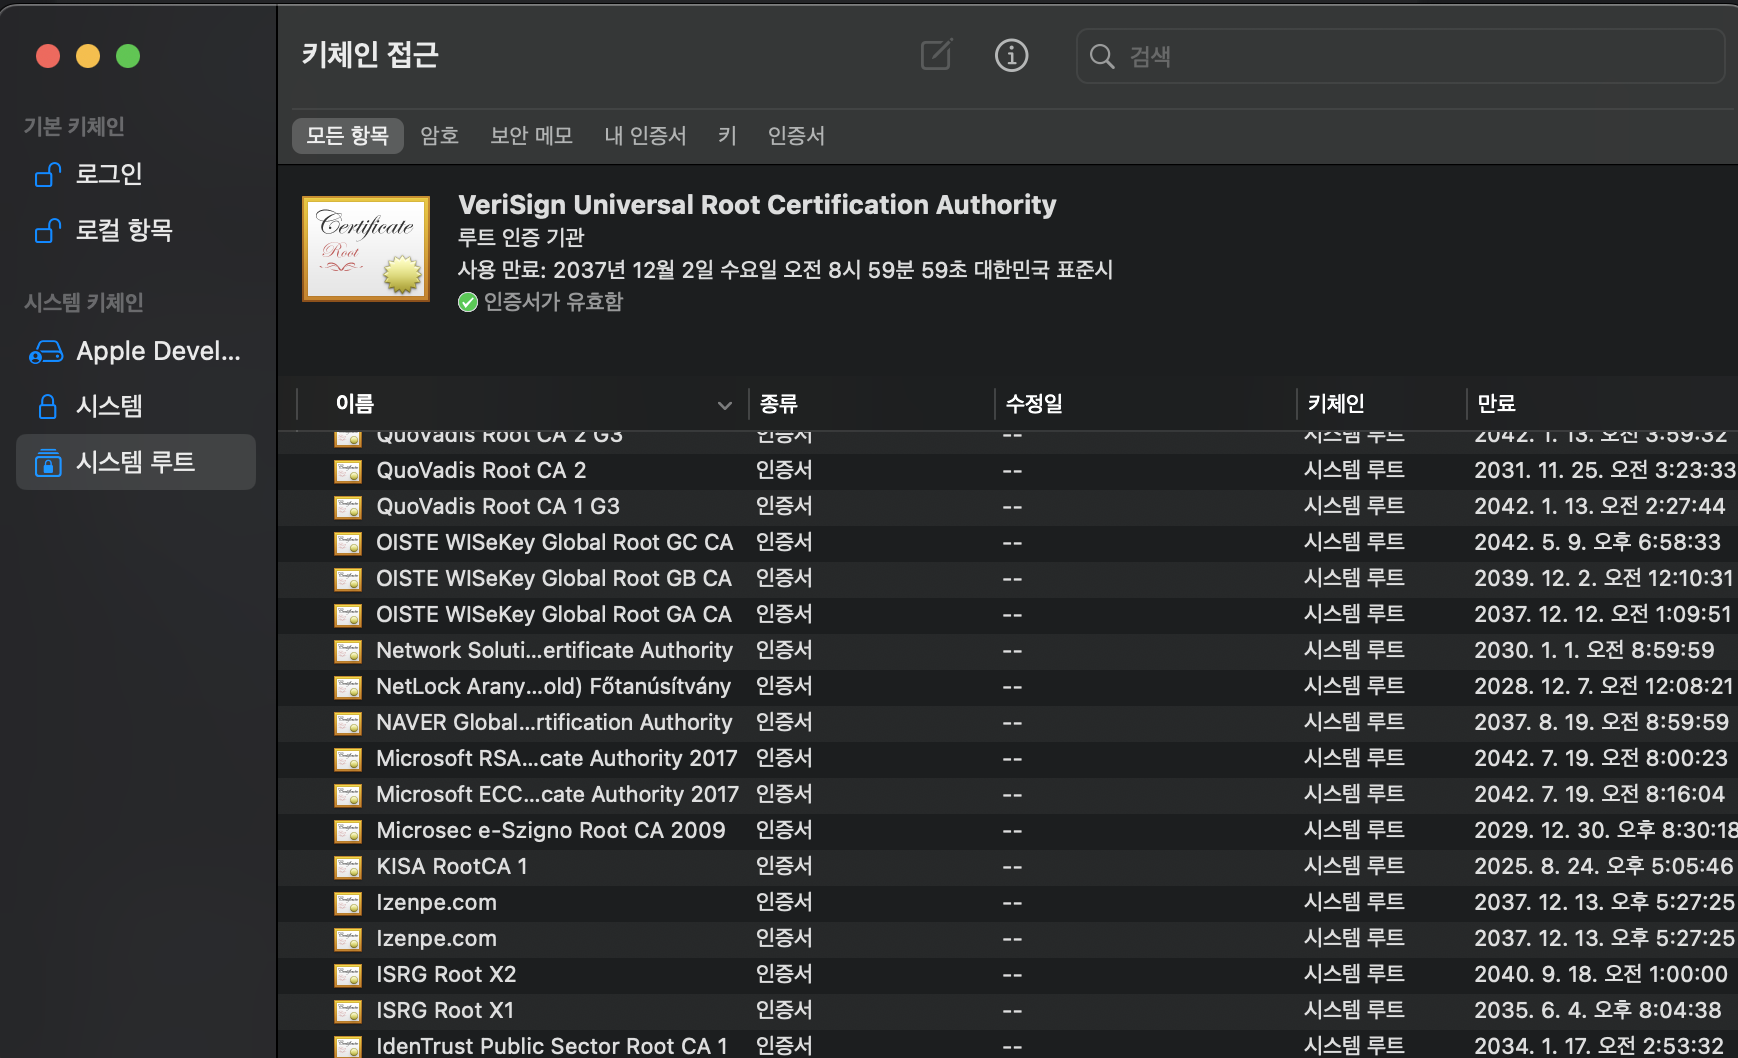 키체인 접근
검색
기본 키체인
로그인
로컬 항목
시스템 키체인
Apple Devel...
시스템
시스템 루트
모든 항목 암호 보안 메모 내 인증서 키 인증서
Certificate
Root
VeriSign Universal Root Certification Authority
루트 인증 기관
사용 만료: 2037년 12월 2일 수요일 오전 8시 59분 59초 대한민국 표준시
인증서가 유효함
이름 종류 수정일 키체인 만료
QuoVadis Root CA 2 G3 인증서 -- 시스템 루트 2042. 1. 13. 오전 3:59:32
QuoVadis Root CA 2 인증서 -- 시스템 루트 2031. 11. 25. 오전 3:23:33
QuoVadis Root CA 1 G3 인증서 -- 시스템 루트 2042. 1. 13. 오전 2:27:44
OISTE WISeKey Global Root GC CA 인증서 -- 시스템 루트 2042. 5. 9. 오후 6:58:33
OISTE WISeKey Global Root GB CA 인증서 -- 시스템 루트 2039. 12. 2. 오전 12:10:31
OISTE WISeKey Global Root GA CA 인증서 -- 시스템 루트 2037. 12. 12. 오전 1:09:51
Network Soluti...ertificate Authority 인증서 -- 시스템 루트 2030. 1. 1. 오전 8:59:59
NetLock Arany...old) Főtanúsítvány 인증서 -- 시스템 루트 2028. 12. 7. 오전 12:08:21
NAVER Global...rtification Authority 인증서 -- 시스템 루트 2037. 8. 19. 오전 8:59:59
Microsoft RSA...cate Authority 2017 인증서 -- 시스템 루트 2042. 7. 19. 오전 8:00:23
Microsoft ECC...cate Authority 2017 인증서 -- 시스템 루트 2042. 7. 19. 오전 8:16:04
Microsec e-Szigno Root CA 2009 인증서 -- 시스템 루트 2029. 12. 30. 오후 8:30:18
KISA RootCA 1 인증서 -- 시스템 루트 2025. 8. 24. 오후 5:05:46
Izenpe.com 인증서 -- 시스템 루트 2037. 12. 13. 오후 5:27:25
Izenpe.com 인증서 -- 시스템 루트 2037. 12. 13. 오후 5:27:25
ISRG Root X2 인증서 -- 시스템 루트 2040. 9. 18. 오전 1:00:00
ISRG Root X1 인증서 -- 시스템 루트 2035. 6. 4. 오후 8:04:38
IdenTrust Public Sector Root CA 1 인증서 -- 시스템 루트 2034. 1. 17. 오전 2:53:32